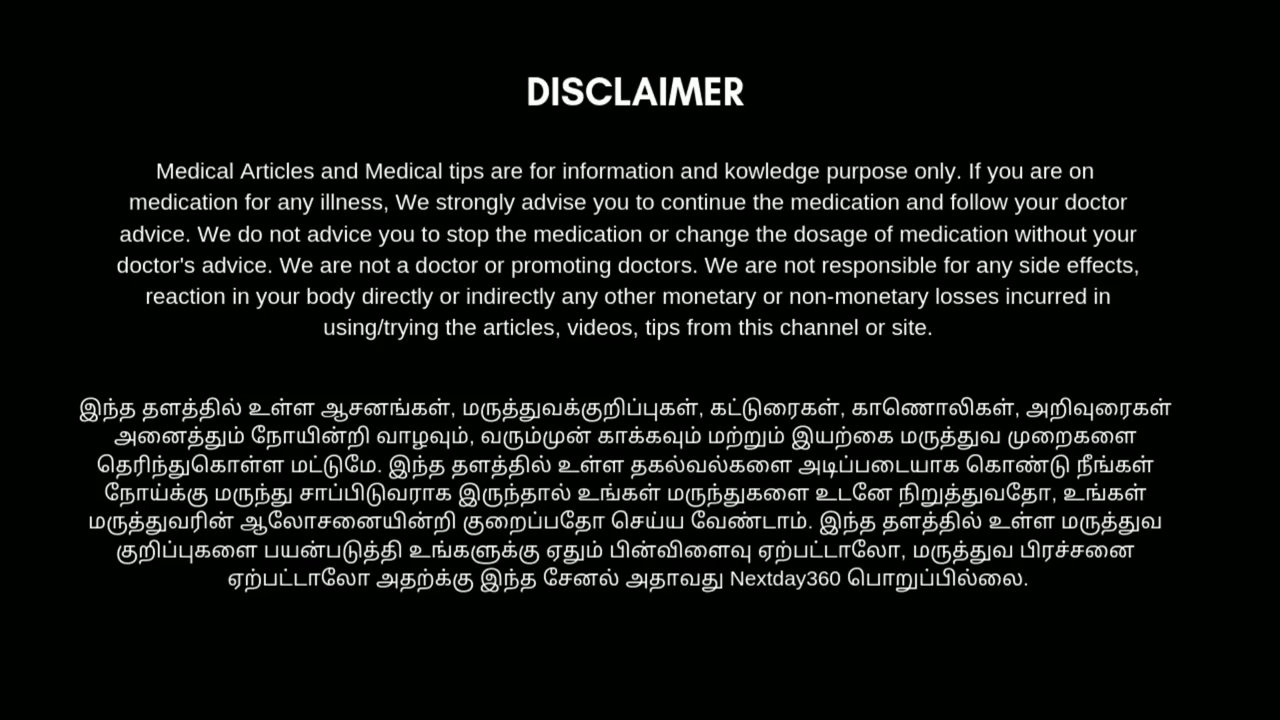 DISCLAIMER
Medical Articles and Medical tips are for information and kowledge purpose only. If you are on
medication for any illness, We strongly advise you to continue the medication and follow your doctor
advice. We do not advice you to stop the medication or change the dosage of medication without your
doctor's advice. We are not a doctor or promoting doctors. We are not responsible for any side effects,
reaction in your body directly or indirectly any other monetary or non-monetary losses incurred in
using/trying the articles, videos, tips from this channel or site.
இந்த தளத்தில் உள்ள ஆசனங்கள், மருத்துவக்குறிப்புகள், கட்டுரைகள், காணொலிகள், அறிவுரைகள்
அனைத்தும் நோயின்றி வாழவும், வரும்முன் காக்கவும் மற்றும் இயற்கை மருத்துவ முறைகளை
தெரிந்துகொள்ள மட்டுமே. இந்த தளத்தில் உள்ள தகல்வல்களை அடிப்படையாக கொண்டு நீங்கள்
நோய்க்கு மருந்து சாப்பிடுவராக இருந்தால் உங்கள் மருந்துகளை உடனே நிறுத்துவதோ, உங்கள்
மருத்துவரின் ஆலோசனையின்றி குறைப்பதோ செய்ய வேண்டாம். இந்த தளத்தில் உள்ள மருத்துவ
குறிப்புகளை பயன்படுத்தி உங்களுக்கு ஏதும் பின்விளைவு ஏற்பட்டாலோ, மருத்துவ பிரச்சனை
ஏற்பட்டாலோ அதற்க்கு இந்த சேனல் அதாவது Nextday360 பொறுப்பில்லை.